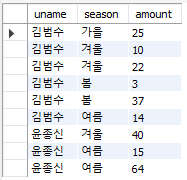 uname season amount
김범수 가을 25
김범수 겨울 10
김범수 겨울 22
김범수 봄 3
김범수 봄 37
김범수 여름 14
윤종신 겨울 40
윤종신 여름 15
윤종신 여름 64